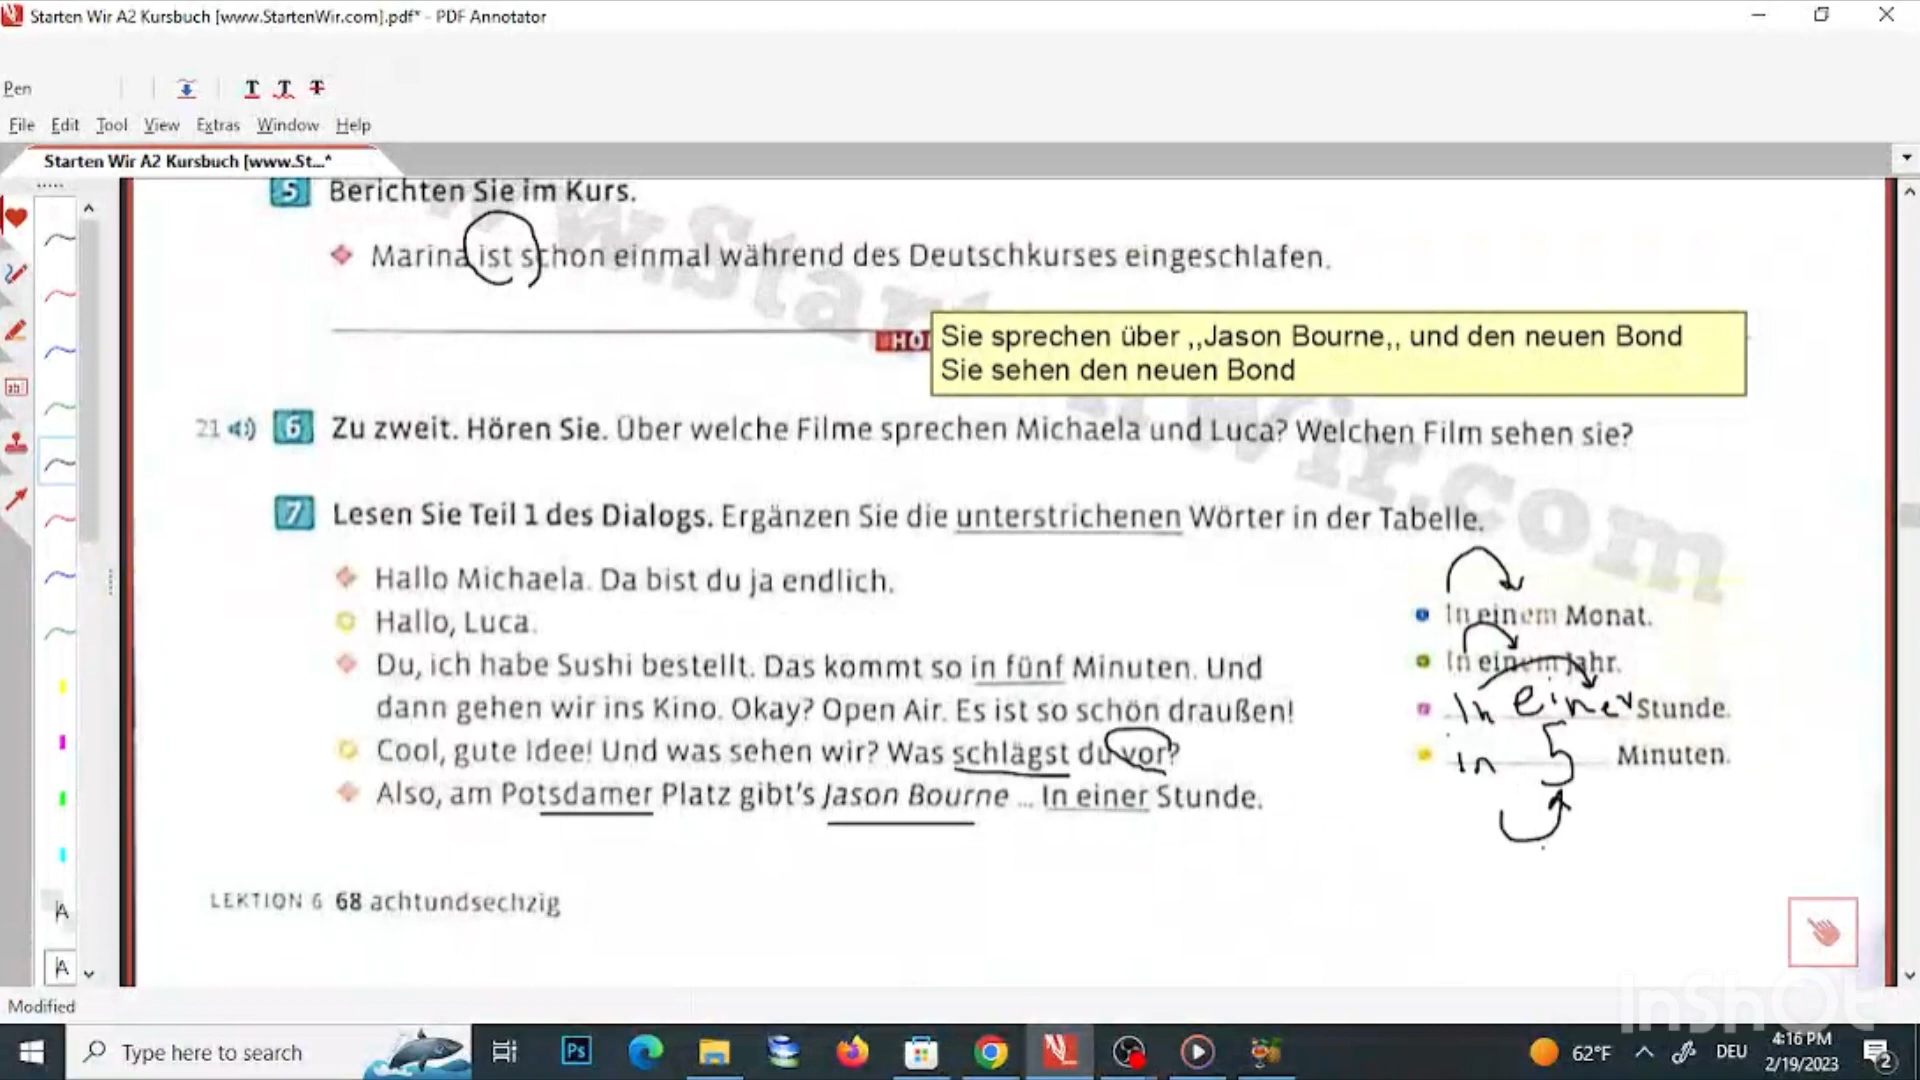 Starten Wir A2 Kursbuch [www.StartenWir.com].pdf* - PDF Annotator
Pen
T T T
File Edit Tool View Extras Window Help
Starten Wir A2 Kursbuch [www.St...*
5 Berichten Sie im Kurs.
Marina ist schon einmal während des Deutschkurses eingeschlafen.
HÖ
Sie sprechen über ,,Jason Bourne,, und den neuen Bond
Sie sehen den neuen Bond
21 6 Zu zweit. Hören Sie. Über welche Filme sprechen Michaela und Luca? Welchen Film sehen sie?
7 Lesen Sie Teil 1 des Dialogs. Ergänzen Sie die unterstrichenen Wörter in der Tabelle.
Hallo Michaela. Da bist du ja endlich.
Hallo, Luca.
Du, ich habe Sushi bestellt. Das kommt so in fünf Minuten. Und
dann gehen wir ins Kino. Okay? Open Air. Es ist so schön draußen!
Cool, gute Idee! Und was sehen wir? Was schlägst du vor?
Also, am Potsdamer Platz gibt's Jason Bourne ... In einer Stunde.
In einem Monat.
In einem Jahr.
In einer Stunde.
in 5 Minuten.
LEKTION 6 68 achtundsechzig
A
A
Modified
InShOt
Type here to search
Ps
62°F
DEU
4:16 PM
2/19/2023
2